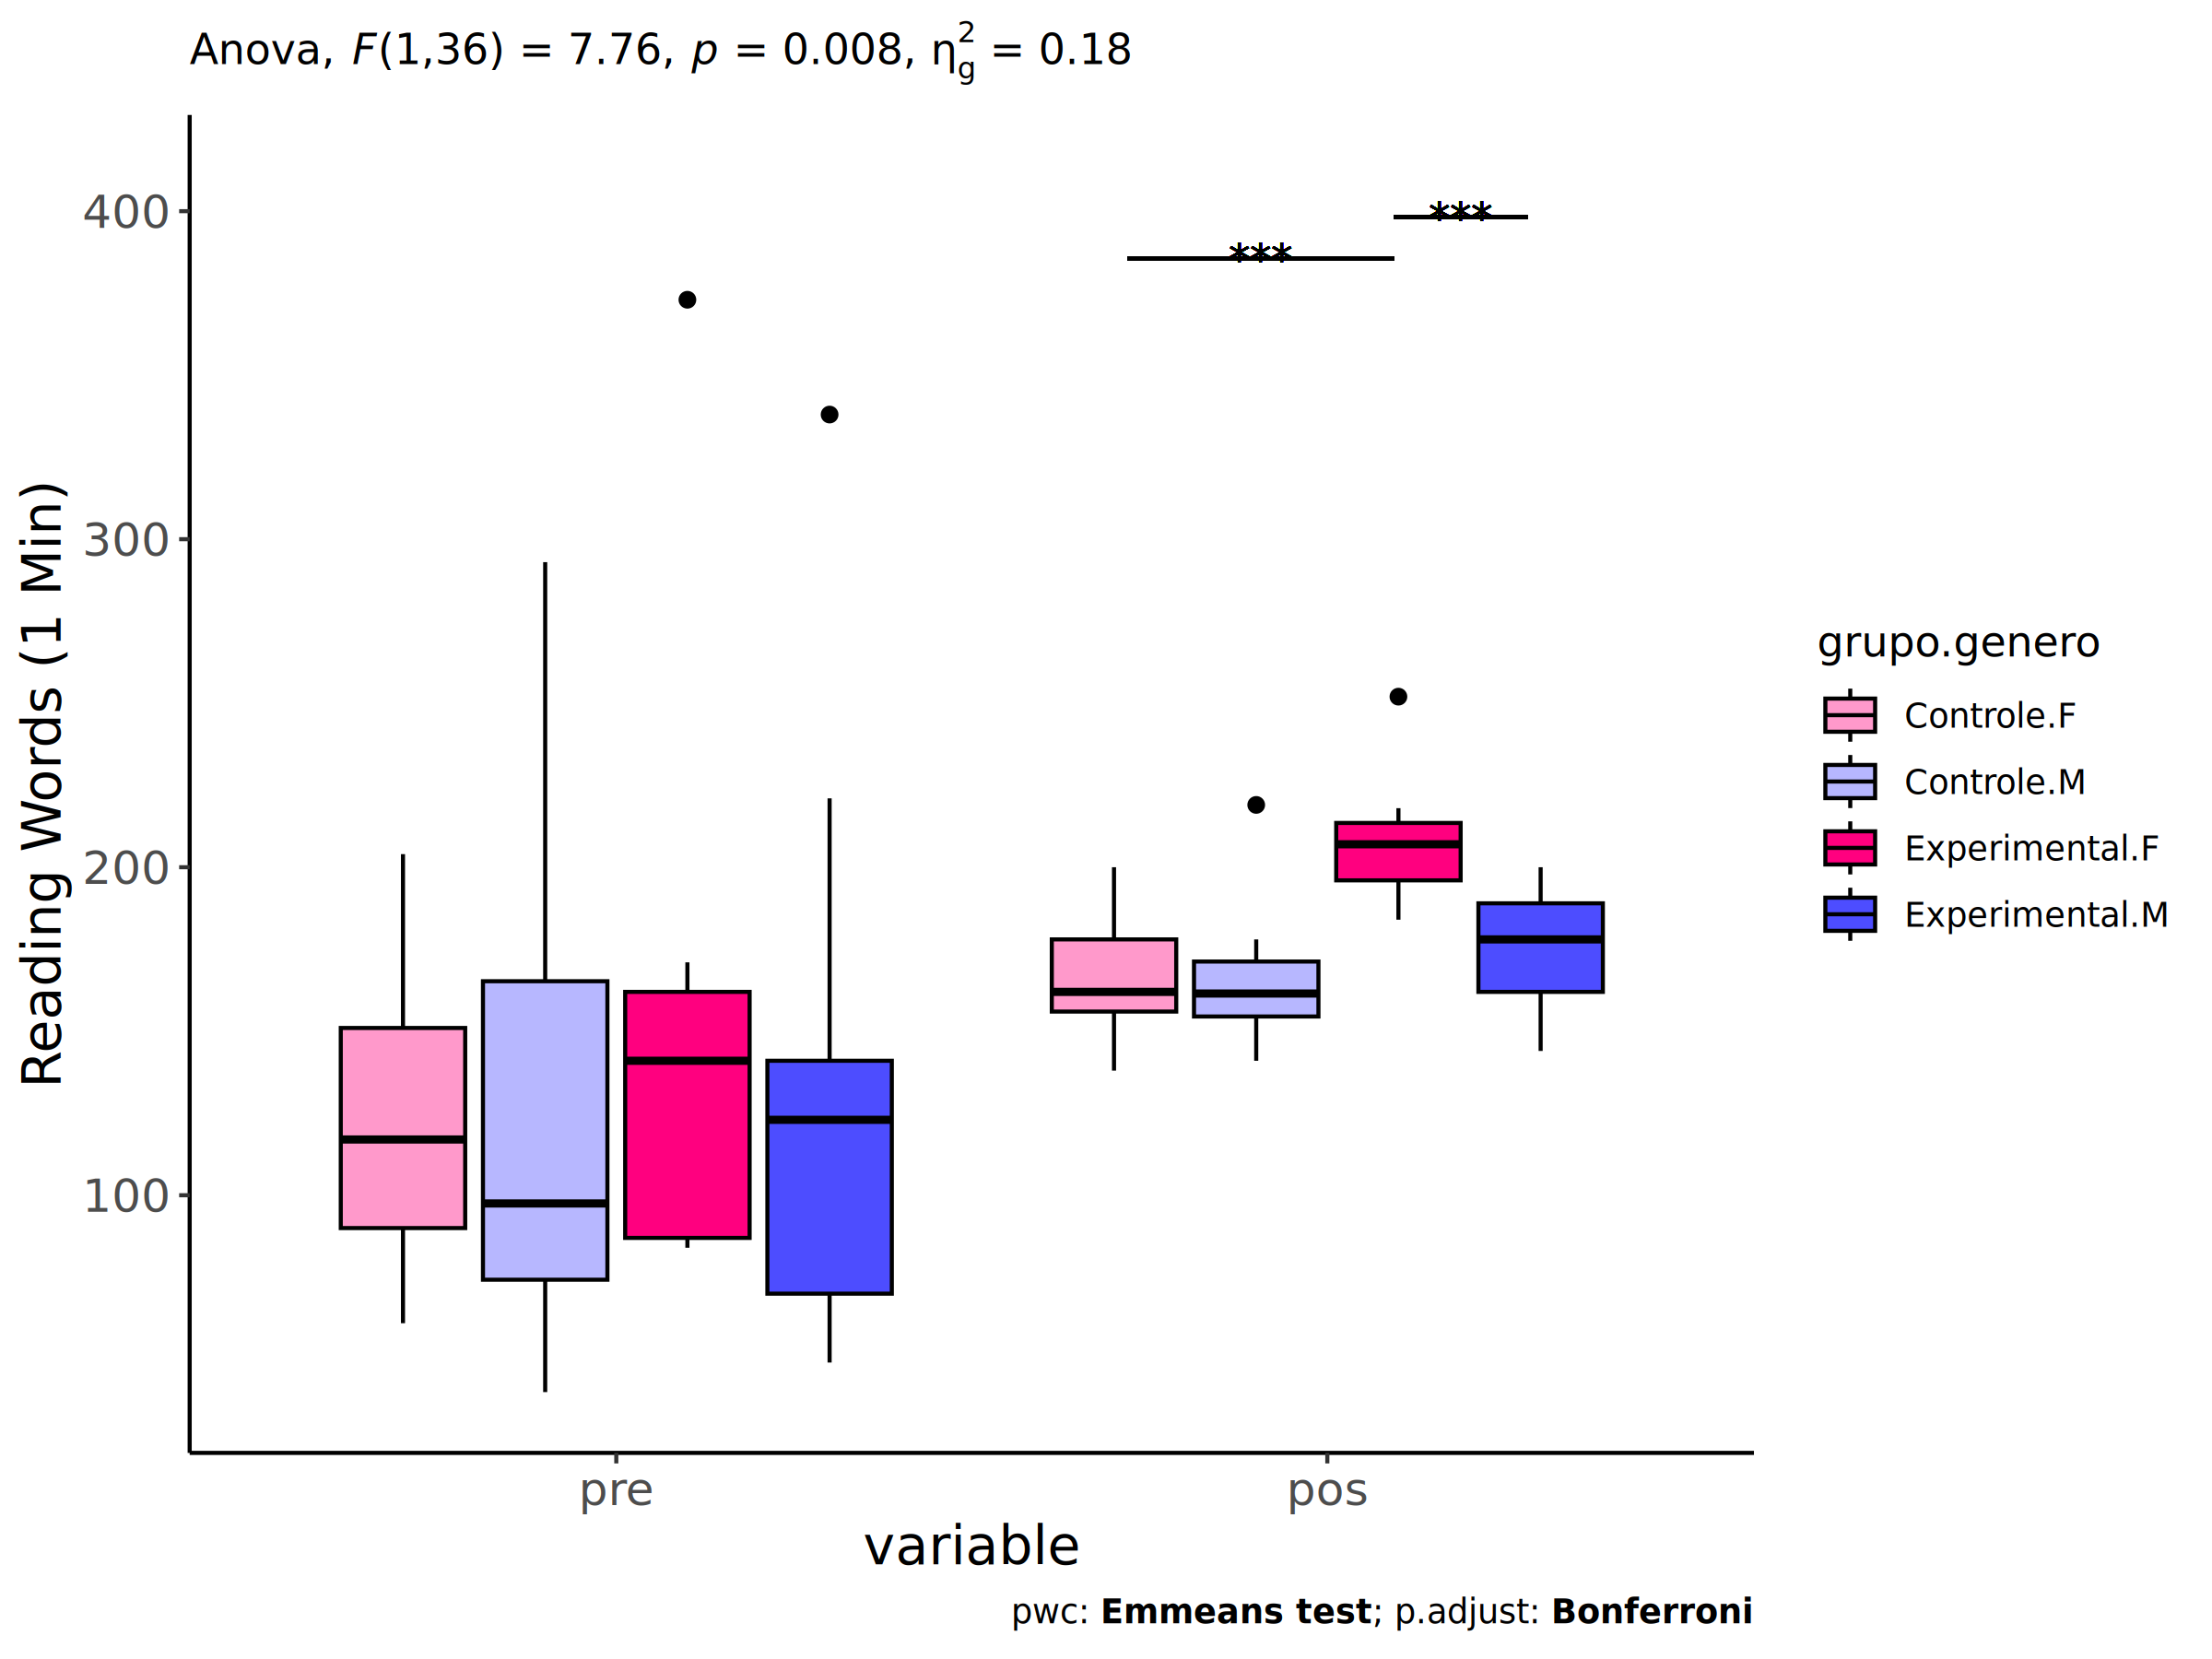 Anova, F(1,36) = 7.76, p = 0.008, η²g = 0.18
Reading Words (1 Min)
400
300
200
100
***
***
pre
pos
variable
grupo.genero
Controle.F
Controle.M
Experimental.F
Experimental.M
pwc: Emmeans test; p.adjust: Bonferroni